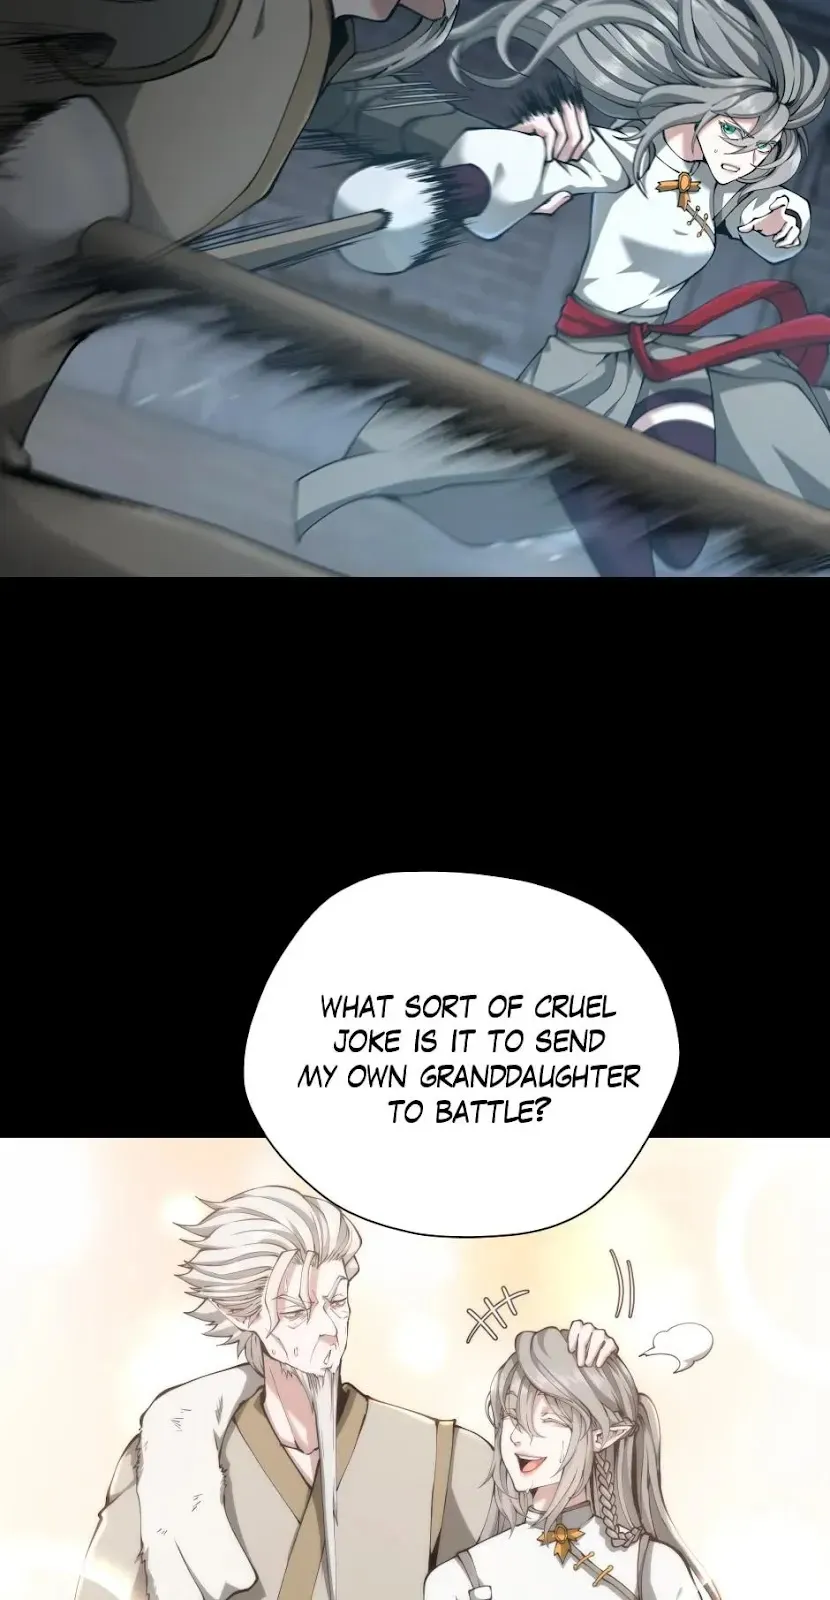 WHAT SORT OF CRUEL
JOKE IS IT TO SEND
MY OWN GRANDDAUGHTER
TO BATTLE?